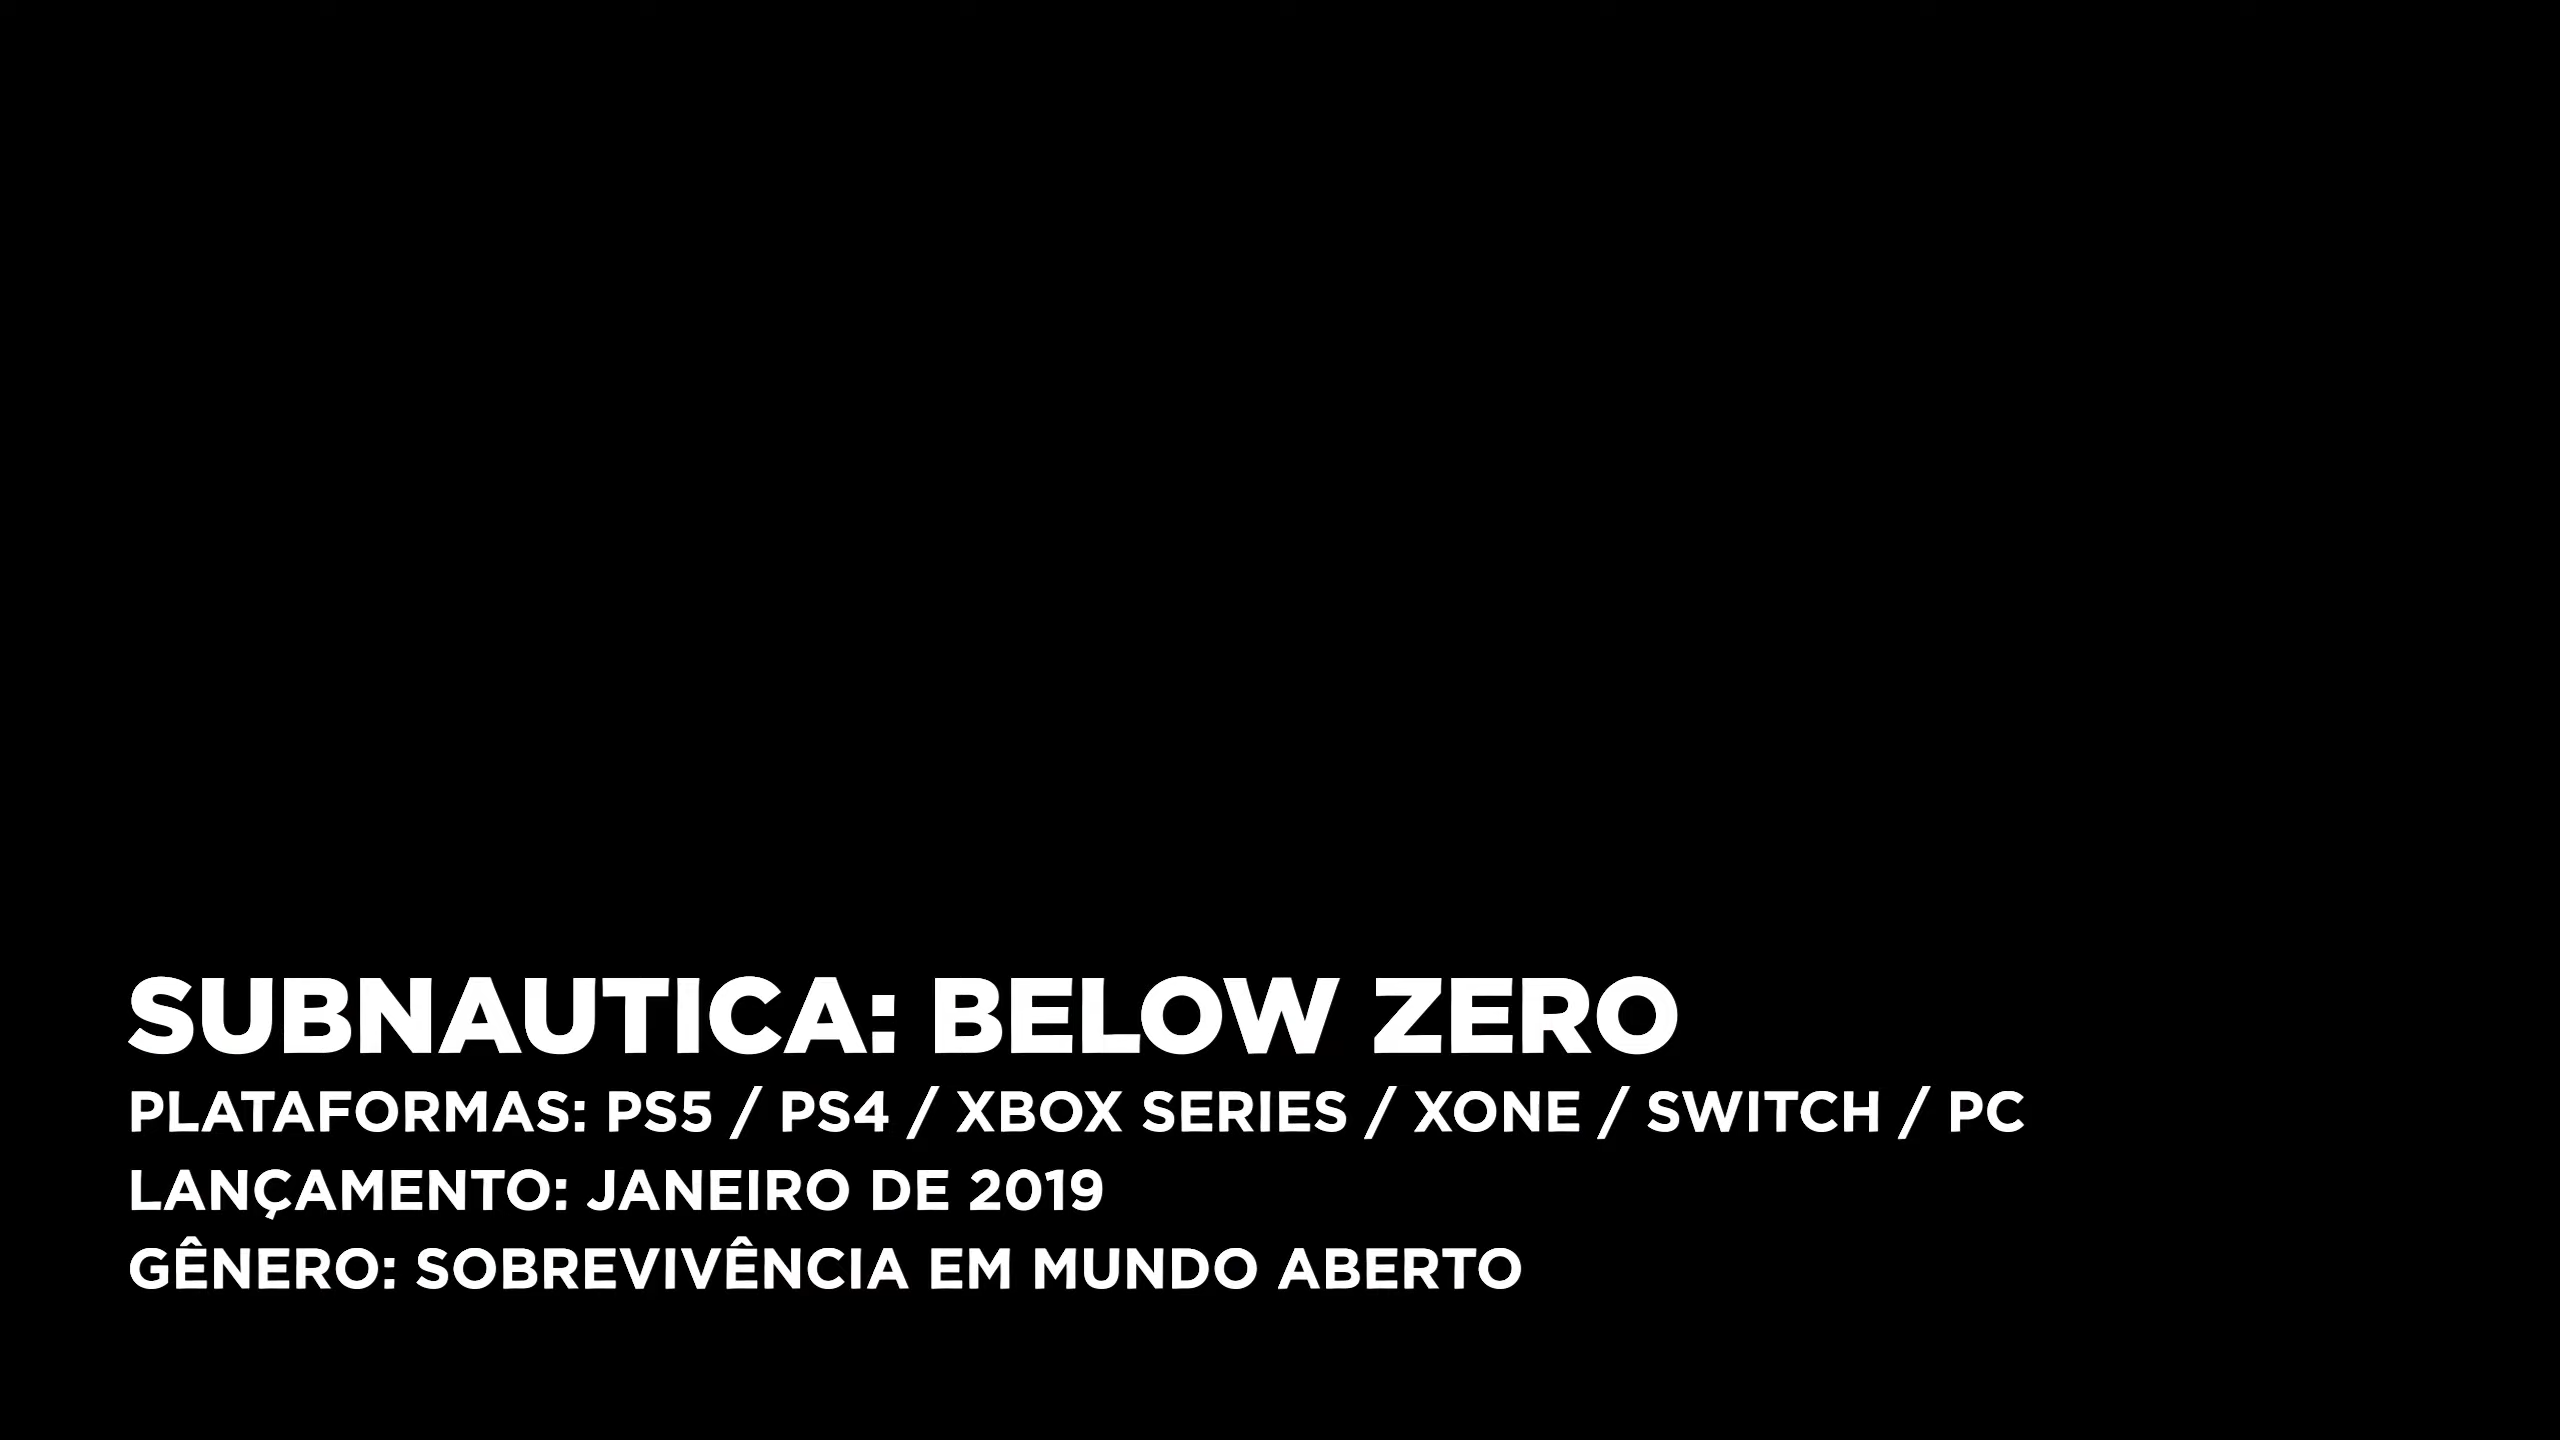 SUBNAUTICA: BELOW ZERO
PLATAFORMAS: PS5 / PS4 / XBOX SERIES / XONE / SWITCH / PC
LANÇAMENTO: JANEIRO DE 2019
GÊNERO: SOBREVIVÊNCIA EM MUNDO ABERTO